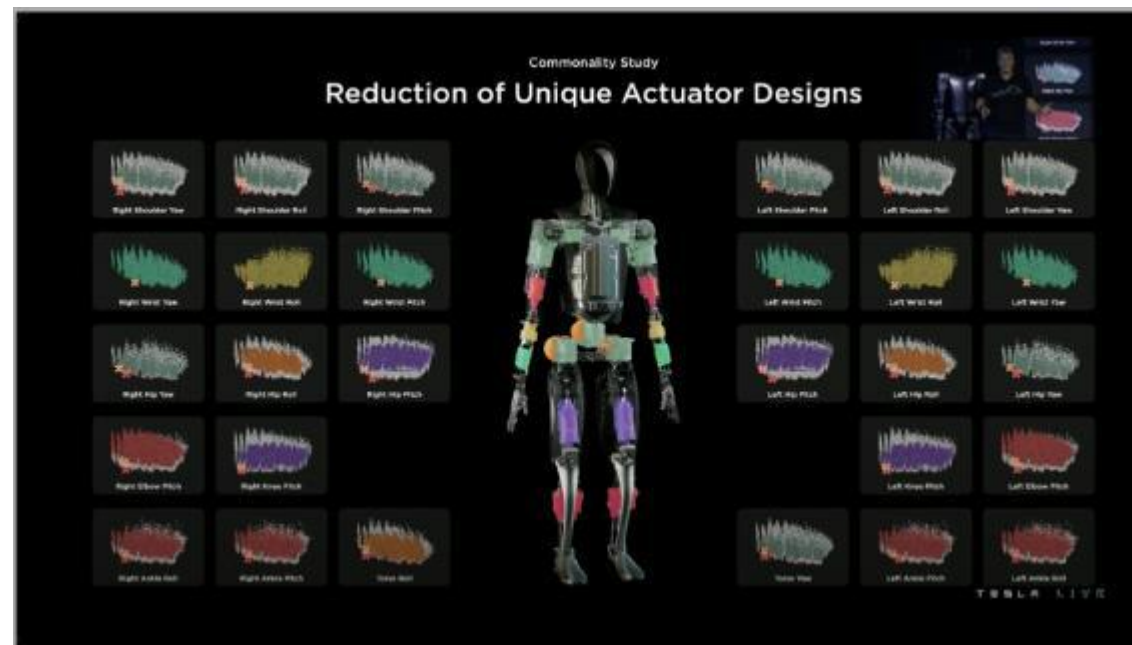 Commonality Study
Reduction of Unique Actuator Designs
Right Shoulder Yaw
Right Shoulder Roll
Right Shoulder Pitch
Left Shoulder Pitch
Left Shoulder Roll
Left Shoulder Yaw
Right Wrist Yaw
Right Wrist Roll
Right Wrist Pitch
Left Wrist Pitch
Left Wrist Roll
Left Wrist Yaw
Right Hip Yaw
Right Hip Roll
Right Hip Pitch
Left Hip Pitch
Left Hip Roll
Left Hip Yaw
Right Elbow Pitch
Right Knee Pitch
Left Knee Pitch
Left Elbow Pitch
Right Ankle Roll
Right Ankle Pitch
Torso Roll
Torso Yaw
Left Ankle Pitch
Left Ankle Roll
TESLA LIVE